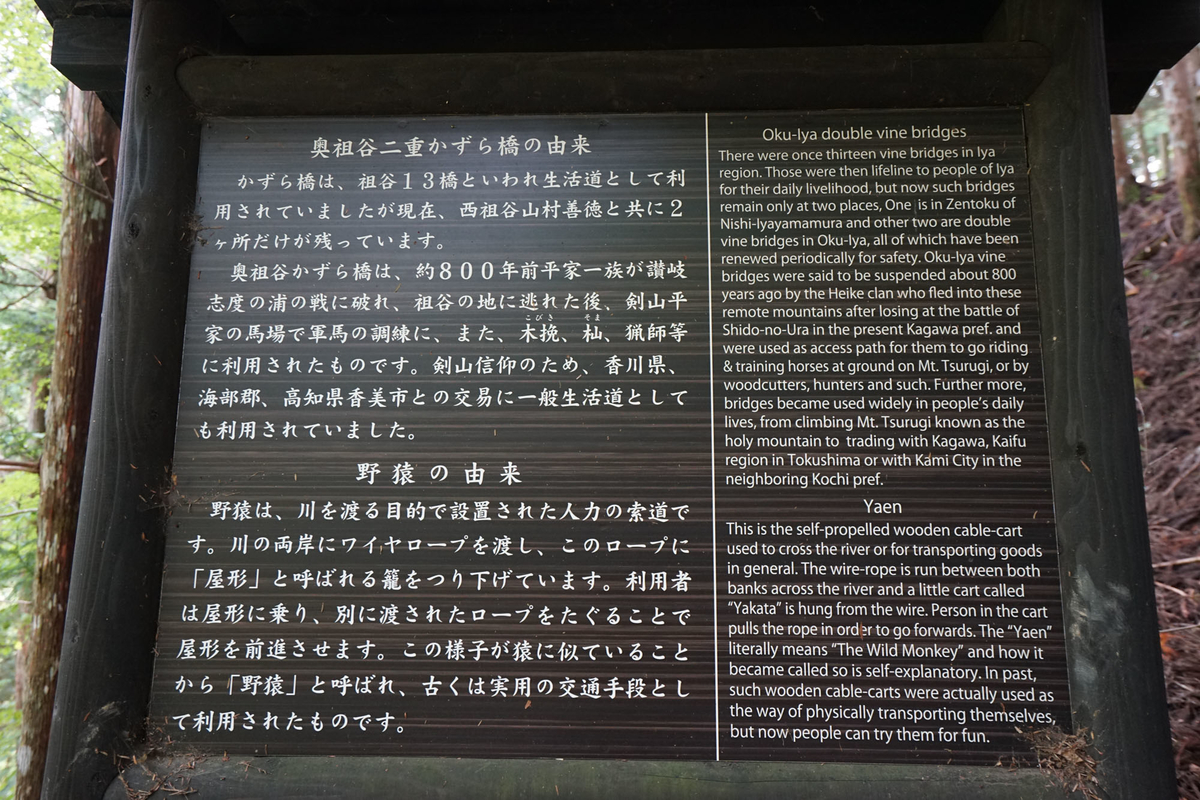 奥祖谷二重かずら橋の由来
かずら橋は、祖谷１３橋といわれ生活道として利
用されていましたが現在、西祖谷山村善徳と共に２
ヶ所だけが残っています。
奥祖谷かずら橋は、約８００年前平家一族が讃岐
志度の浦の戦に破れ、祖谷の地に逃れた後、剣山平
こびき そま
家の馬場で軍馬の調練に、また、木挽、杣、猟師等
に利用されたものです。剣山信仰のため、香川県、
海部郡、高知県香美市との交易に一般生活道として
も利用されていました。
野猿の由来
野猿は、川を渡る目的で設置された人力の索道で
す。川の両岸にワイヤロープを渡し、このロープに
「屋形」と呼ばれる籠をつり下げています。利用者
は屋形に乗り、別に渡されたロープをたぐることで
屋形を前進させます。この様子が猿に似ていること
から「野猿」と呼ばれ、古くは実用の交通手段とし
て利用されたものです。
Oku-Iya double vine bridges
There were once thirteen vine bridges in Iya
region. Those were then lifeline to people of Iya
for their daily livelihood, but now such bridges
remain only at two places, One is in Zentoku of
Nishi-Iyayamamura and other two are double
vine bridges in Oku-Iya, all of which have been
renewed periodically for safety. Oku-Iya vine
bridges were said to be suspended about 800
years ago by the Heike clan who fled into these
remote mountains after losing at the battle of
Shido-no-Ura in the present Kagawa pref. and
were used as access path for them to go riding
& training horses at ground on Mt. Tsurugi, or by
woodcutters, hunters and such. Further more,
bridges became used widely in people's daily
lives, from climbing Mt. Tsurugi known as the
holy mountain to trading with Kagawa, Kaifu
region in Tokushima or with Kami City in the
neighboring Kochi pref.
Yaen
This is the self-propelled wooden cable-cart
used to cross the river or for transporting goods
in general. The wire-rope is run between both
banks across the river and a little cart called
"Yakata" is hung from the wire. Person in the cart
pulls the rope in order to go forwards. The "Yaen"
literally means "The Wild Monkey" and how it
became called so is self-explanatory. In past,
such wooden cable-carts were actually used as
the way of physically transporting themselves,
but now people can try them for fun.